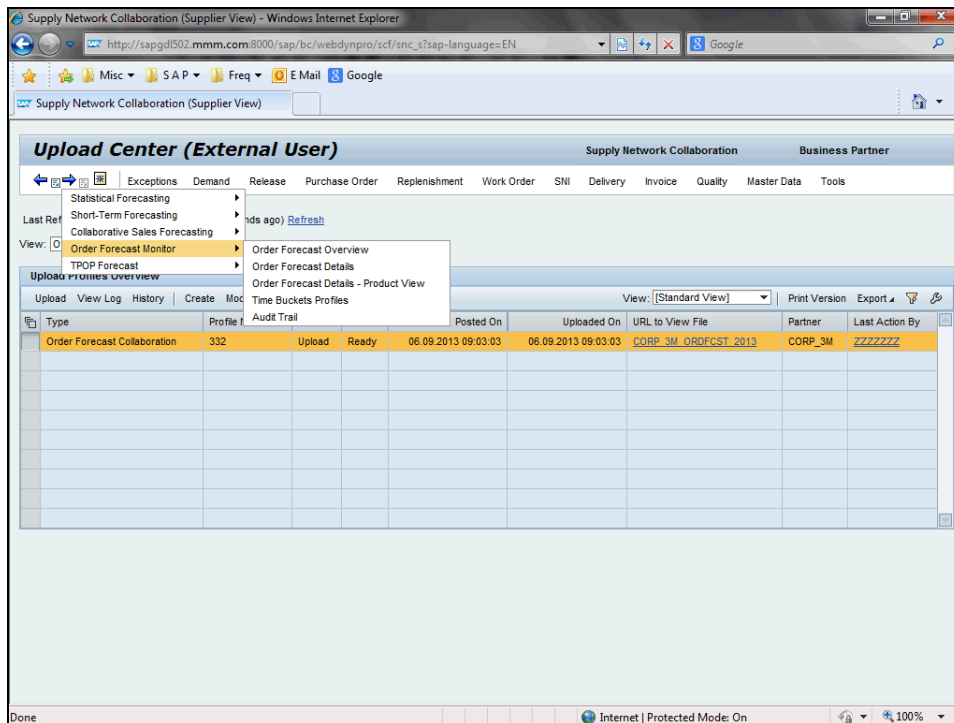 Supply Network Collaboration (Supplier View) - Windows Internet Explorer
http://sapgdl502.mmm.com:8000/sap/bc/webdynpro/scf/snc_s?sap-language=EN
Google
Misc SAP Freq E Mail Google
Supply Network Collaboration (Supplier View)
Upload Center (External User) Supply Network Collaboration Business Partner
Exceptions Demand Release Purchase Order Replenishment Work Order SNI Delivery Invoice Quality Master Data Tools
Statistical Forecasting
Last Ref Short-Term Forecasting nds ago) Refresh
Collaborative Sales Forecasting
View: O Order Forecast Monitor Order Forecast Overview
TPOP Forecast Order Forecast Details
Upload Profiles Overview Order Forecast Details - Product View
Upload View Log History Create Mod Time Buckets Profiles View: [Standard View] Print Version Export
Audit Trail
Type Profile N Posted On Uploaded On URL to View File Partner Last Action By
Order Forecast Collaboration 332 Upload Ready 06.09.2013 09:03:03 06.09.2013 09:03:03 CORP_3M_ORDFCST_2013 CORP_3M ZZZZZZZ
Done Internet | Protected Mode: On 100%